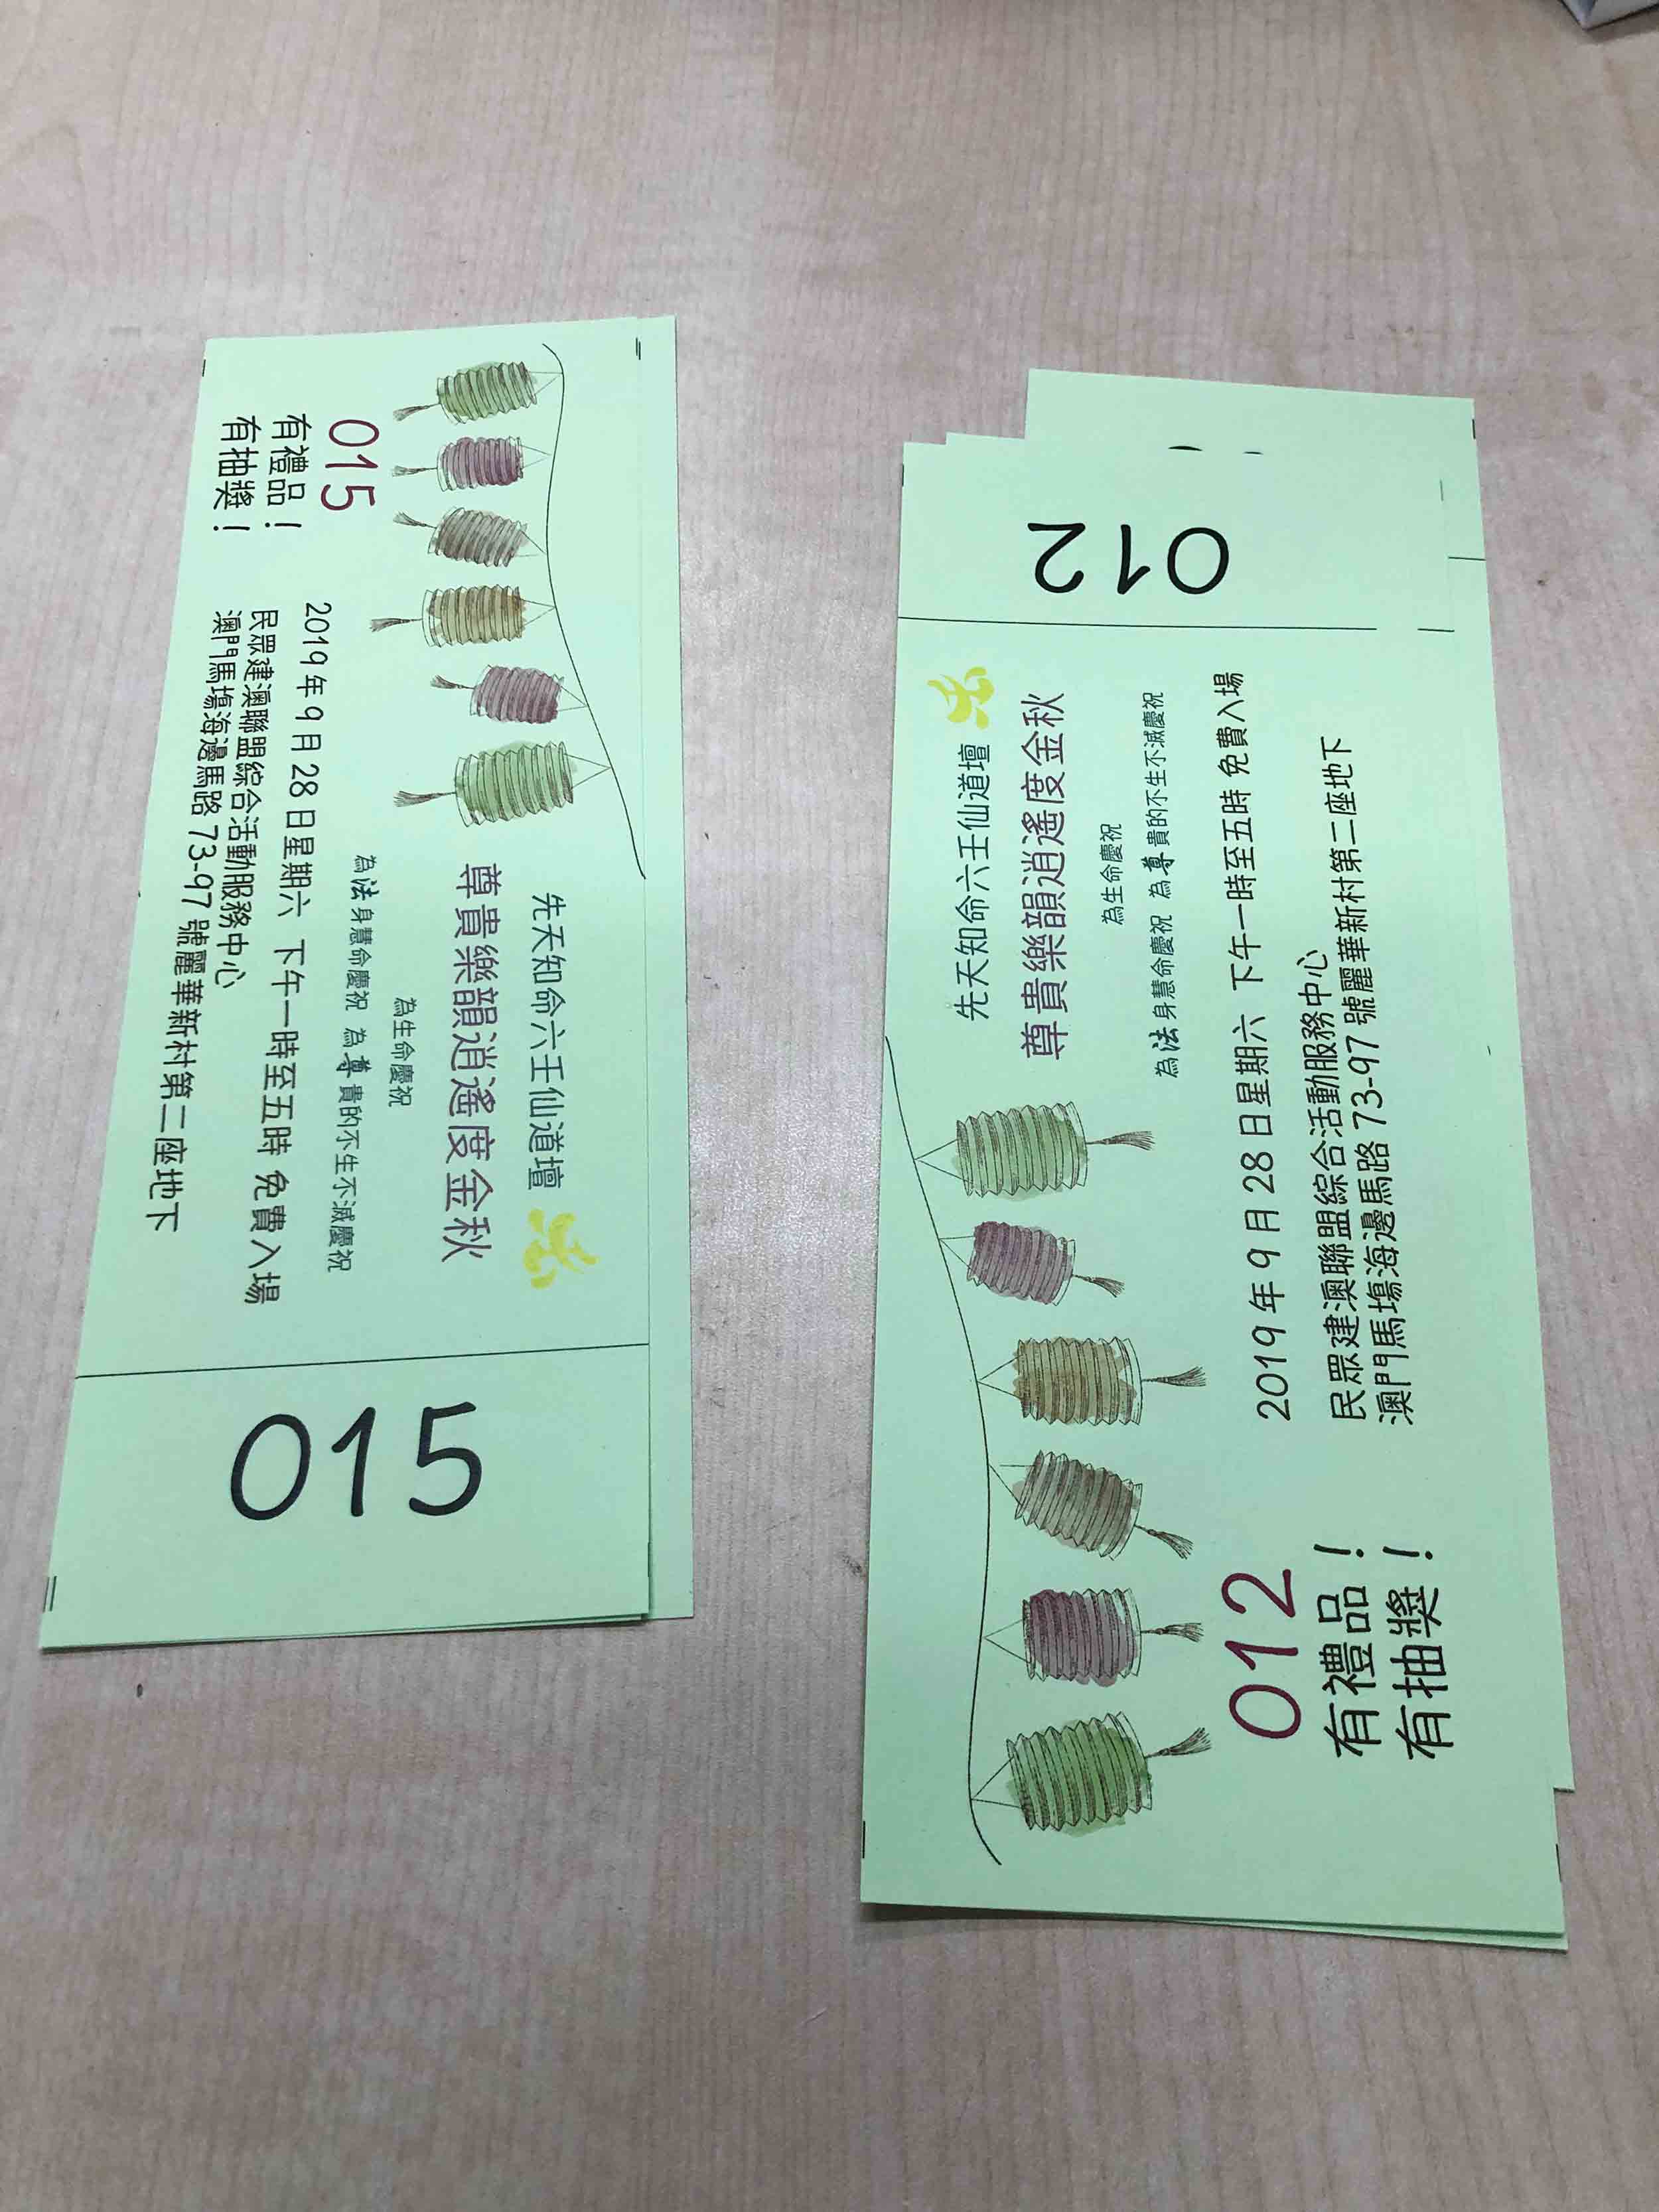 先天知命六壬仙道壇
尊貴樂韻逍遙度金秋
為生命慶祝
為法身慧命慶祝 為尊貴的不生不滅慶祝
015
2019年9月28日星期六 下午一時至五時 免費入場
有禮品!
民眾建澳聯盟綜合活動服務中心
有抽獎!
澳門馬塲海邊馬路73-97號麗華新村第二座地下
015
先天知命六壬仙道壇
尊貴樂韻逍遙度金秋
為生命慶祝
為法身慧命慶祝 為尊貴的不生不滅慶祝
012
2019年9月28日星期六 下午一時至五時 免費入場
有禮品!
民眾建澳聯盟綜合活動服務中心
有抽獎!
澳門馬塲海邊馬路73-97號麗華新村第二座地下
012